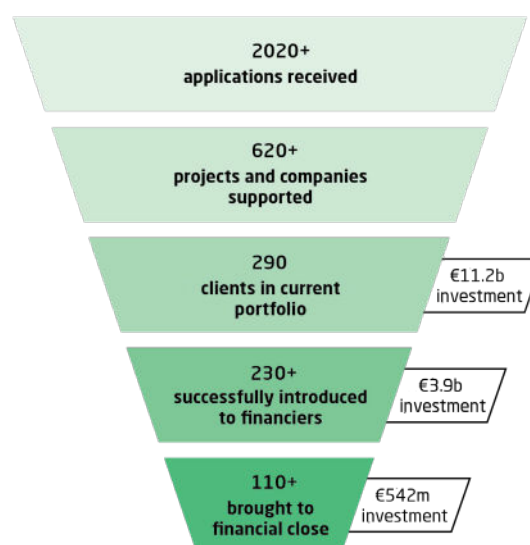 2020+
applications received
620+
projects and companies
supported
290
clients in current
portfolio
€11.2b
investment
230+
successfully introduced
to financiers
€3.9b
investment
110+
brought to
financial close
€542m
investment